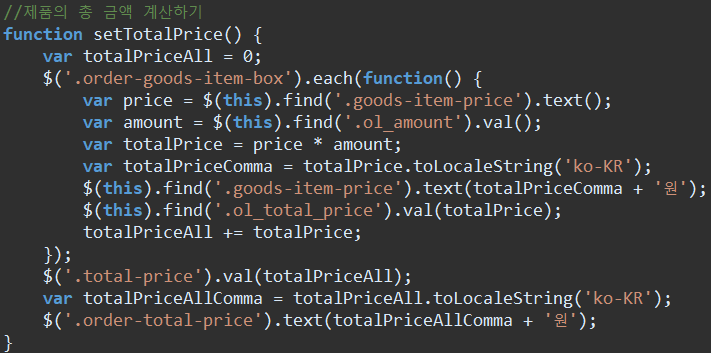 //제품의 총 금액 계산하기
function setTotalPrice() {
    var totalPriceAll = 0;
    $('.order-goods-item-box').each(function() {
        var price = $(this).find('.goods-item-price').text();
        var amount = $(this).find('.ol_amount').val();
        var totalPrice = price * amount;
        var totalPriceComma = totalPrice.toLocaleString('ko-KR');
        $(this).find('.goods-item-price').text(totalPriceComma + '원');
        $(this).find('.ol_total_price').val(totalPrice);
        totalPriceAll += totalPrice;
    });
    $('.total-price').val(totalPriceAll);
    var totalPriceAllComma = totalPriceAll.toLocaleString('ko-KR');
    $('.order-total-price').text(totalPriceAllComma + '원');
}